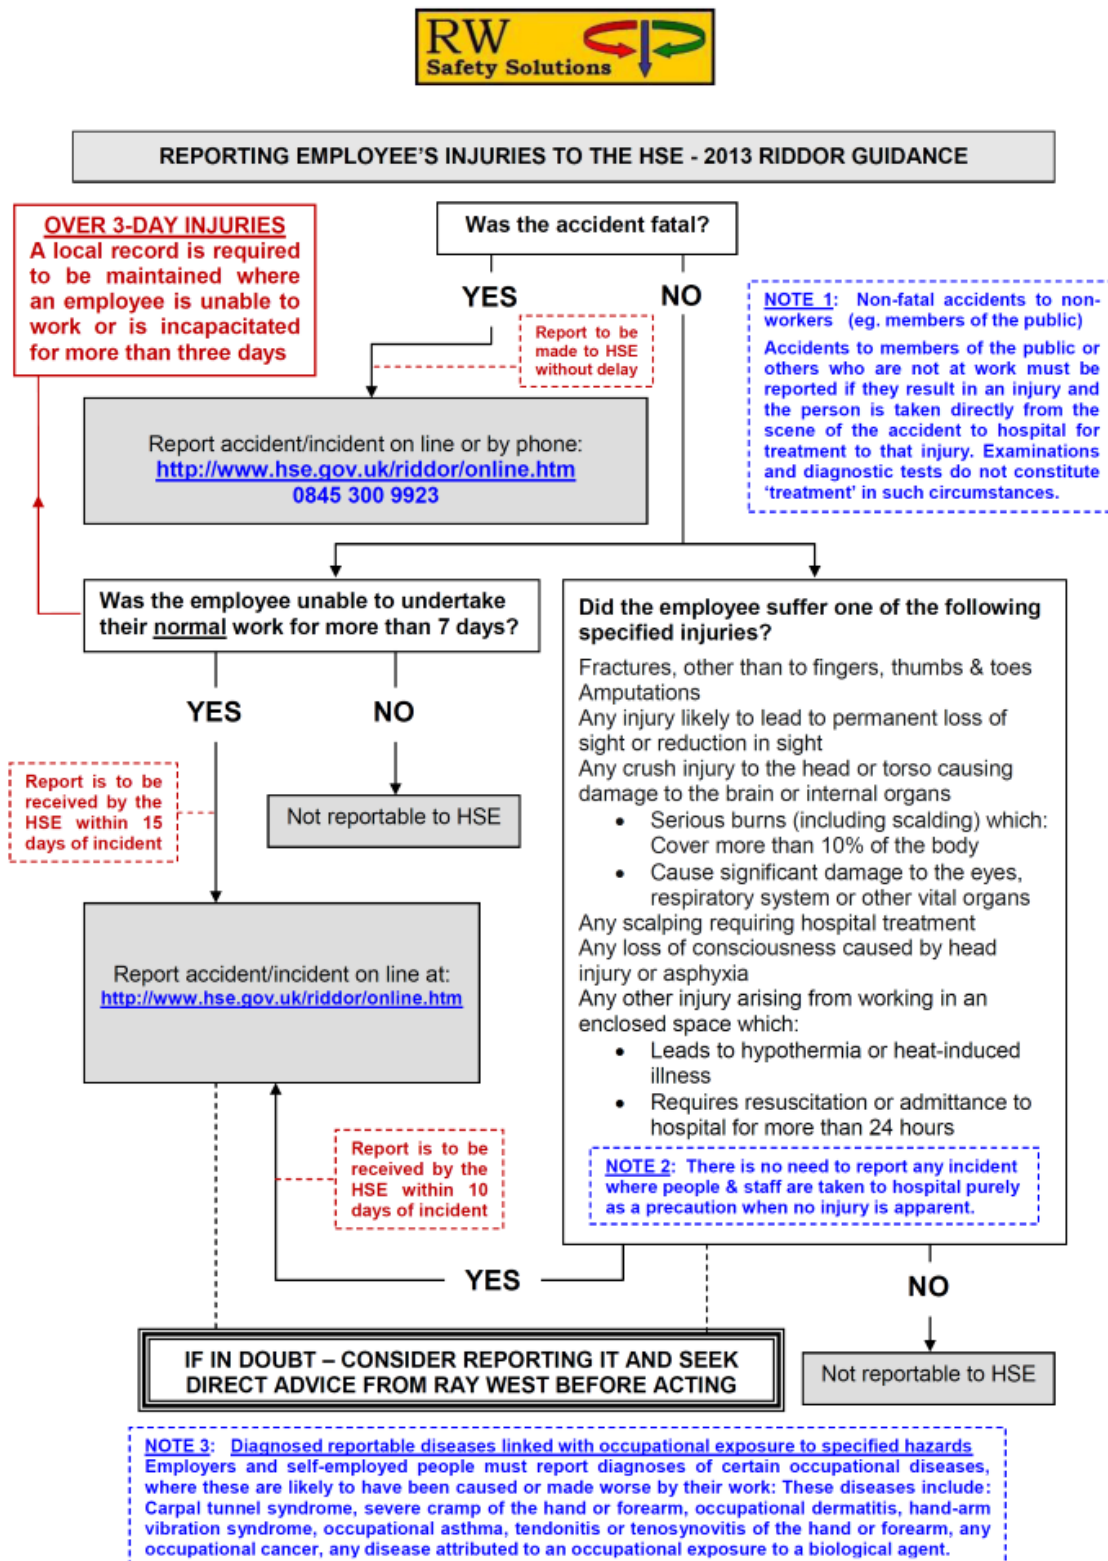 RW
Safety Solutions
REPORTING EMPLOYEE'S INJURIES TO THE HSE - 2013 RIDDOR GUIDANCE
OVER 3-DAY INJURIES
A local record is required
to be maintained where
an employee is unable to
work or is incapacitated
for more than three days
Was the accident fatal?
YES
NO
Report to be
made to HSE
without delay
NOTE 1: Non-fatal accidents to non-
workers (eg. members of the public)
Accidents to members of the public or
others who are not at work must be
reported if they result in an injury and
the person is taken directly from the
scene of the accident to hospital for
treatment to that injury. Examinations
and diagnostic tests do not constitute
'treatment' in such circumstances.
Report accident/incident on line or by phone:
http://www.hse.gov.uk/riddor/online.htm
0845 300 9923
Was the employee unable to undertake
their normal work for more than 7 days?
YES
NO
Report is to be
received by the
HSE within 15
days of incident
Not reportable to HSE
Report accident/incident on line at:
http://www.hse.gov.uk/riddor/online.htm
Report is to be
received by the
HSE within 10
days of incident
Did the employee suffer one of the following
specified injuries?
Fractures, other than to fingers, thumbs & toes
Amputations
Any injury likely to lead to permanent loss of
sight or reduction in sight
Any crush injury to the head or torso causing
damage to the brain or internal organs
• Serious burns (including scalding) which:
Cover more than 10% of the body
• Cause significant damage to the eyes,
respiratory system or other vital organs
Any scalping requiring hospital treatment
Any loss of consciousness caused by head
injury or asphyxia
Any other injury arising from working in an
enclosed space which:
• Leads to hypothermia or heat-induced
illness
• Requires resuscitation or admittance to
hospital for more than 24 hours
NOTE 2: There is no need to report any incident
where people & staff are taken to hospital purely
as a precaution when no injury is apparent.
YES
NO
Not reportable to HSE
IF IN DOUBT – CONSIDER REPORTING IT AND SEEK
DIRECT ADVICE FROM RAY WEST BEFORE ACTING
NOTE 3: Diagnosed reportable diseases linked with occupational exposure to specified hazards
Employers and self-employed people must report diagnoses of certain occupational diseases,
where these are likely to have been caused or made worse by their work: These diseases include:
Carpal tunnel syndrome, severe cramp of the hand or forearm, occupational dermatitis, hand-arm
vibration syndrome, occupational asthma, tendonitis or tenosynovitis of the hand or forearm, any
occupational cancer, any disease attributed to an occupational exposure to a biological agent.